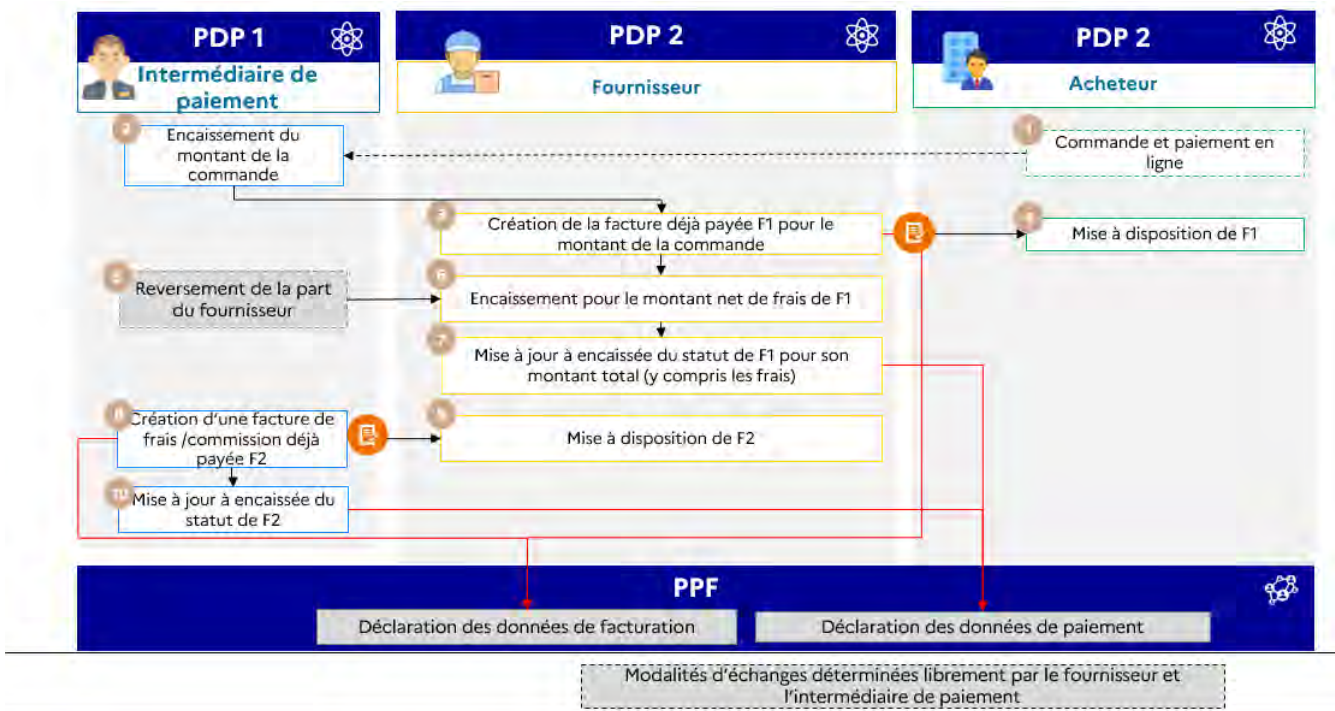 PDP 1
PDP 2
PDP 2
Intermédiaire de
paiement
Fournisseur
Acheteur
Encaissement du
montant de la
commande
Commande et paiement en
ligne
Création de la facture déjà payée F1 pour le
montant de la commande
Mise à disposition de F1
Reversement de la part
du fournisseur
6
Encaissement pour le montant net de frais de F1
7
Mise à jour à encaissée du statut de F1 pour son
montant total (y compris les frais)
Création d'une facture de
frais /commission déjà
payée F2
Mise à disposition de F2
10
Mise à jour à encaissée du
statut de F2
PPF
Déclaration des données de facturation
Déclaration des données de paiement
Modalités d'échanges déterminées librement par le fournisseur et
l'intermédiaire de paiement